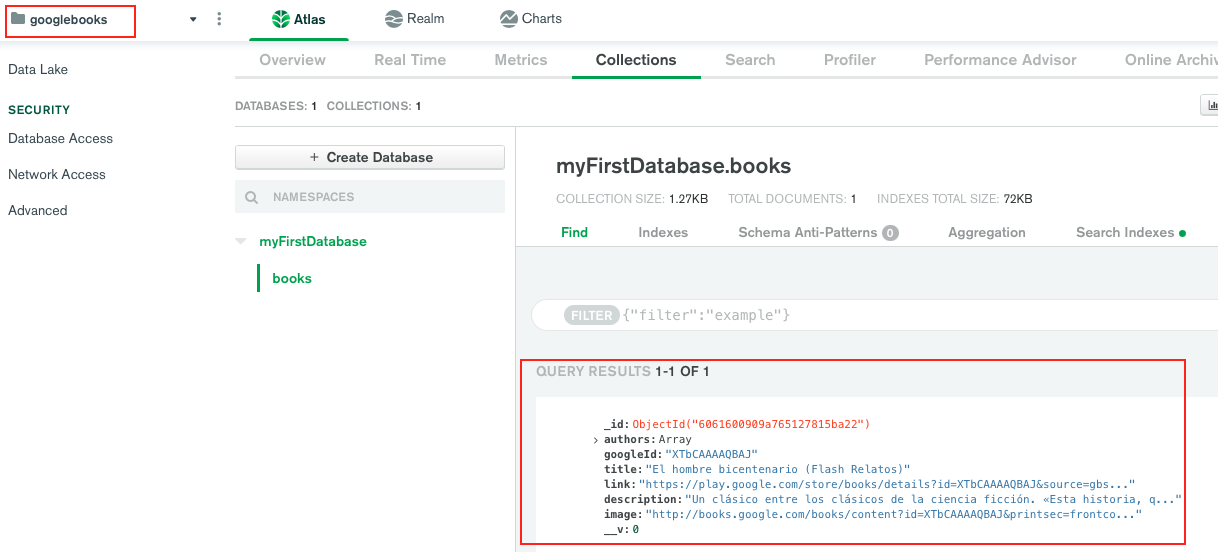 googlebooks
Atlas
Realm
Charts
Data Lake
SECURITY
Database Access
Network Access
Advanced
Overview
Real Time
Metrics
Collections
Search
Profiler
Performance Advisor
Online Archiv
DATABASES: 1 COLLECTIONS: 1
+ Create Database
NAMESPACES
myFirstDatabase
books
myFirstDatabase.books
COLLECTION SIZE: 1.27KB TOTAL DOCUMENTS: 1 INDEXES TOTAL SIZE: 72KB
Find
Indexes
Schema Anti-Patterns 0
Aggregation
Search Indexes
FILTER {"filter":"example"}
QUERY RESULTS 1-1 OF 1
_id: ObjectId("6061600909a765127815ba22")
authors: Array
googleId: "XTbCAAAAQBAJ"
title: "El hombre bicentenario (Flash Relatos)"
link: "https://play.google.com/store/books/details?id=XTbCAAAAQBAJ&source=gbs..."
description: "Un clásico entre los clásicos de la ciencia ficción. «Esta historia, q..."
image: "http://books.google.com/books/content?id=XTbCAAAAQBAJ&printsec=frontco..."
__v: 0